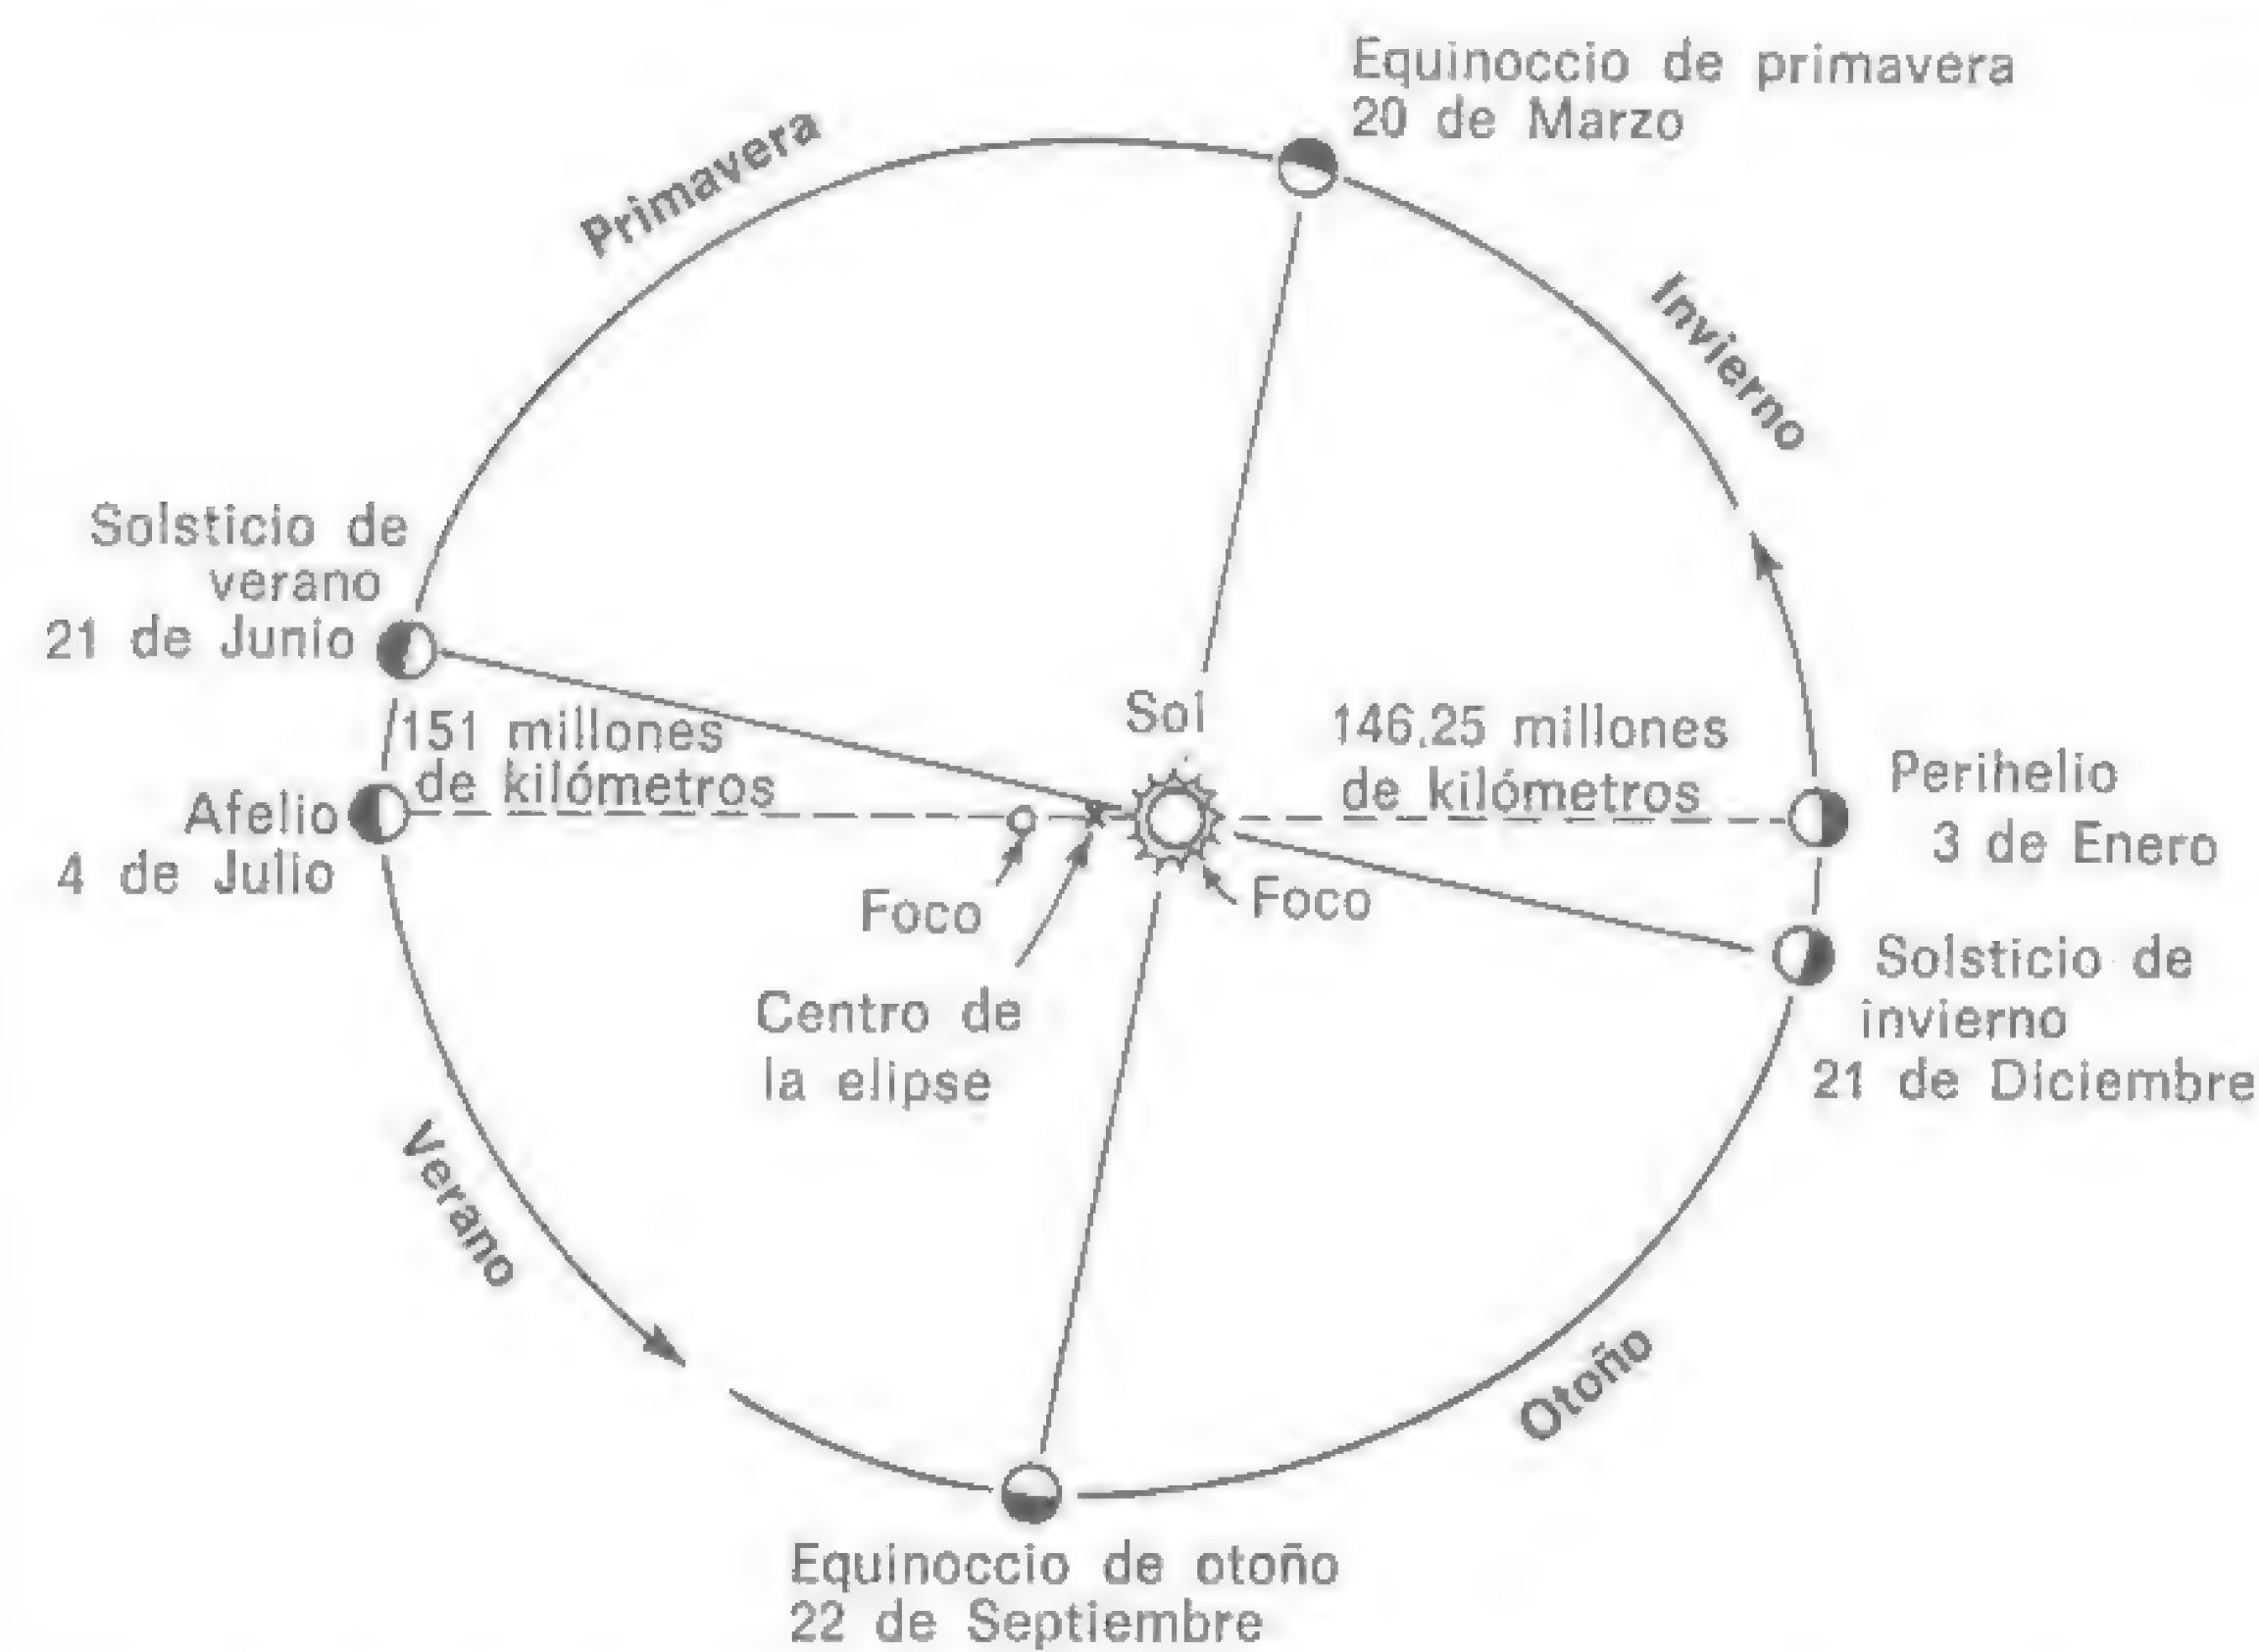 Equinoccio de primavera
20 de Marzo
Primavera
Invierno
Solsticio de
verano
21 de Junio
151 millones
de kilómetros
Sol
146.25 millones
de kilómetros
Afelio
4 de Julio
Perihelio
3 de Enero
Foco
Foco
Centro de
la elipse
Solsticio de
invierno
21 de Diciembre
Verano
Otoño
Equinoccio de otoño
22 de Septiembre